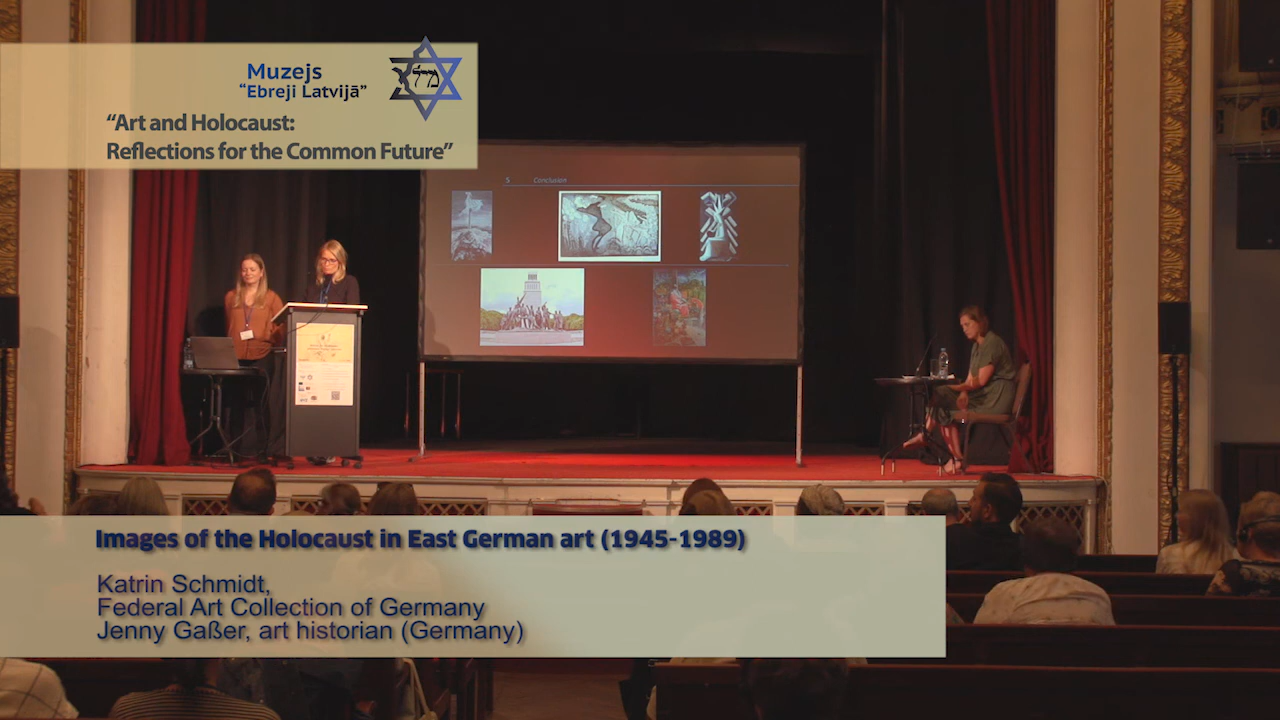 Muzejs
“Ebreji Latvijā”
“Art and Holocaust:
Reflections for the Common Future”
5 Conclusion
Images of the Holocaust in East German art (1945-1989)
Katrin Schmidt,
Federal Art Collection of Germany
Jenny Gaßer, art historian (Germany)